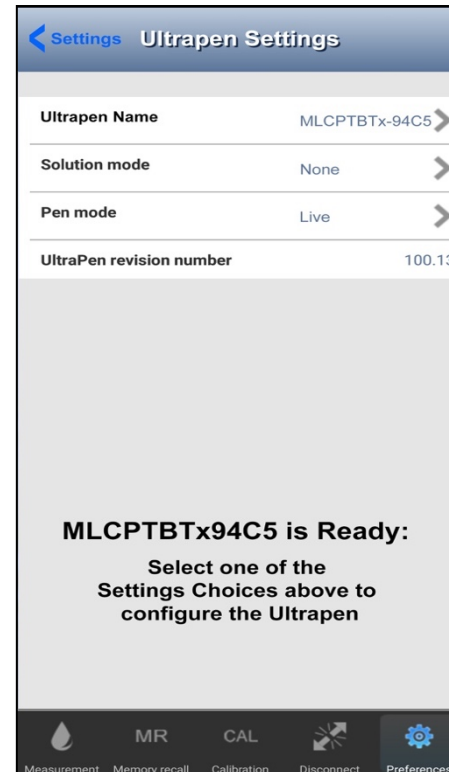 Settings Ultrapen Settings
Ultrapen Name MLCPTBTx-94C5
Solution mode None
Pen mode Live
UltraPen revision number 100.13
MLCPTBTx94C5 is Ready:
Select one of the
Settings Choices above to
configure the Ultrapen
MR CAL
Measurement Memory recall Calibration Disconnect Preferences